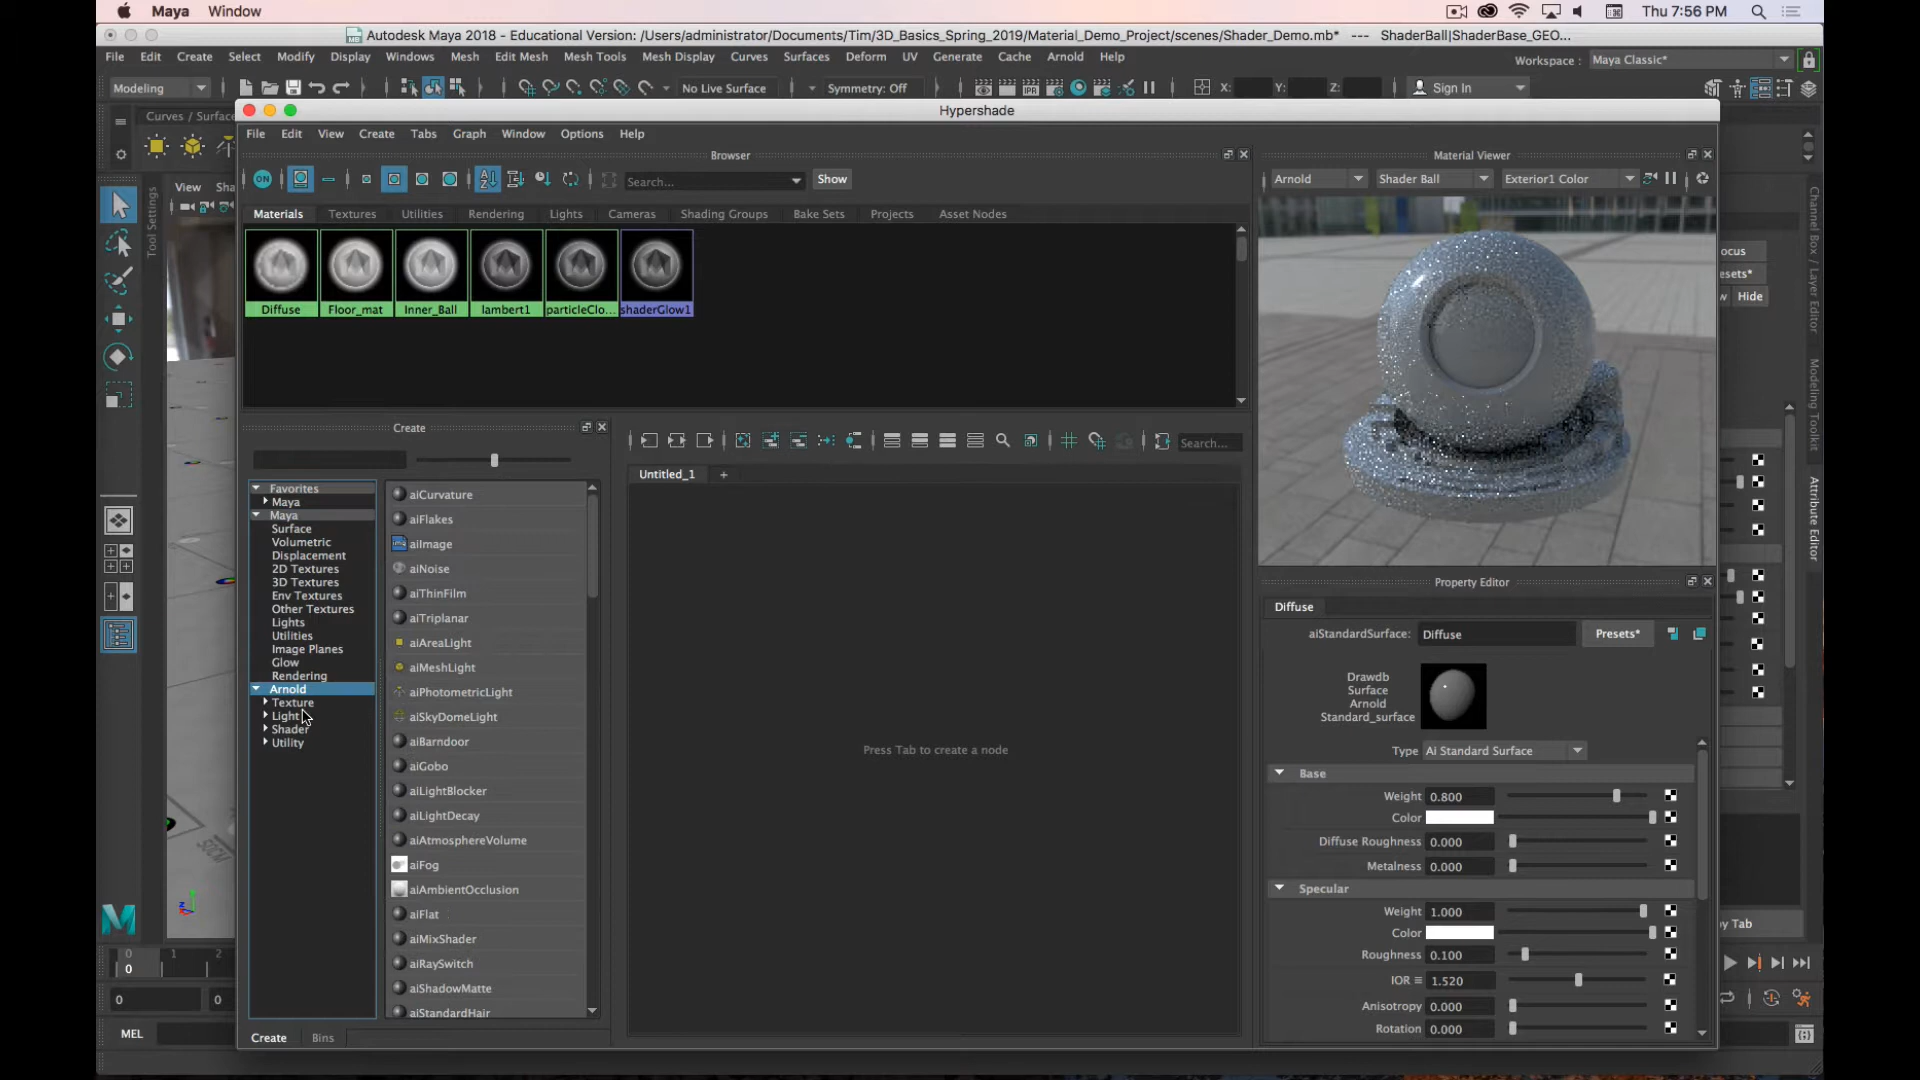 Maya Window
Thu 7:56 PM
Autodesk Maya 2018 - Educational Version: /Users/administrator/Documents/Tim/3D_Basics_Spring_2019/Material_Demo_Project/scenes/Shader_Demo.mb* --- ShaderBall|ShaderBase_GEO...
File Edit Create Select Modify Display Windows Mesh Edit Mesh Mesh Tools Mesh Display Curves Surfaces Deform UV Generate Cache Arnold Help
Workspace : Maya Classic*
Modeling
No Live Surface
Symmetry: Off
X: Y: Z:
Sign In
Hypershade
Curves / Surfac
File Edit View Create Tabs Graph Window Options Help
Browser
Search...
Show
Materials Textures Utilities Rendering Lights Cameras Shading Groups Bake Sets Projects Asset Nodes
Diffuse Floor_mat Inner_Ball lambert1 particleClo... shaderGlow1
Material Viewer
Arnold Shader Ball Exterior1 Color
View Sha
Tool Settings
Create
Favorites
Maya
Maya
Surface
Volumetric
Displacement
2D Textures
3D Textures
Env Textures
Other Textures
Lights
Utilities
Image Planes
Glow
Rendering
Arnold
Texture
Light
Shader
Utility
aiCurvature
aiFlakes
aiImage
aiNoise
aiThinFilm
aiTriplanar
aiAreaLight
aiMeshLight
aiPhotometricLight
aiSkyDomeLight
aiBarndoor
aiGobo
aiLightBlocker
aiLightDecay
aiAtmosphereVolume
aiFog
aiAmbientOcclusion
aiFlat
aiMixShader
aiRaySwitch
aiShadowMatte
aiStandardHair
Create Bins
Search...
Untitled_1 +
Press Tab to create a node
Property Editor
Diffuse
aiStandardSurface: Diffuse Presets*
Drawdb
Surface
Arnold
Standard_surface
Type Ai Standard Surface
Base
Weight 0.800
Color
Diffuse Roughness 0.000
Metalness 0.000
Specular
Weight 1.000
Color
Roughness 0.100
IOR 1.520
Anisotropy 0.000
Rotation 0.000
ocus
esets*
w Hide
Channel Box / Layer Editor
Modeling Toolkit
Attribute Editor
py Tab
0 1 2
0
0 0
MEL